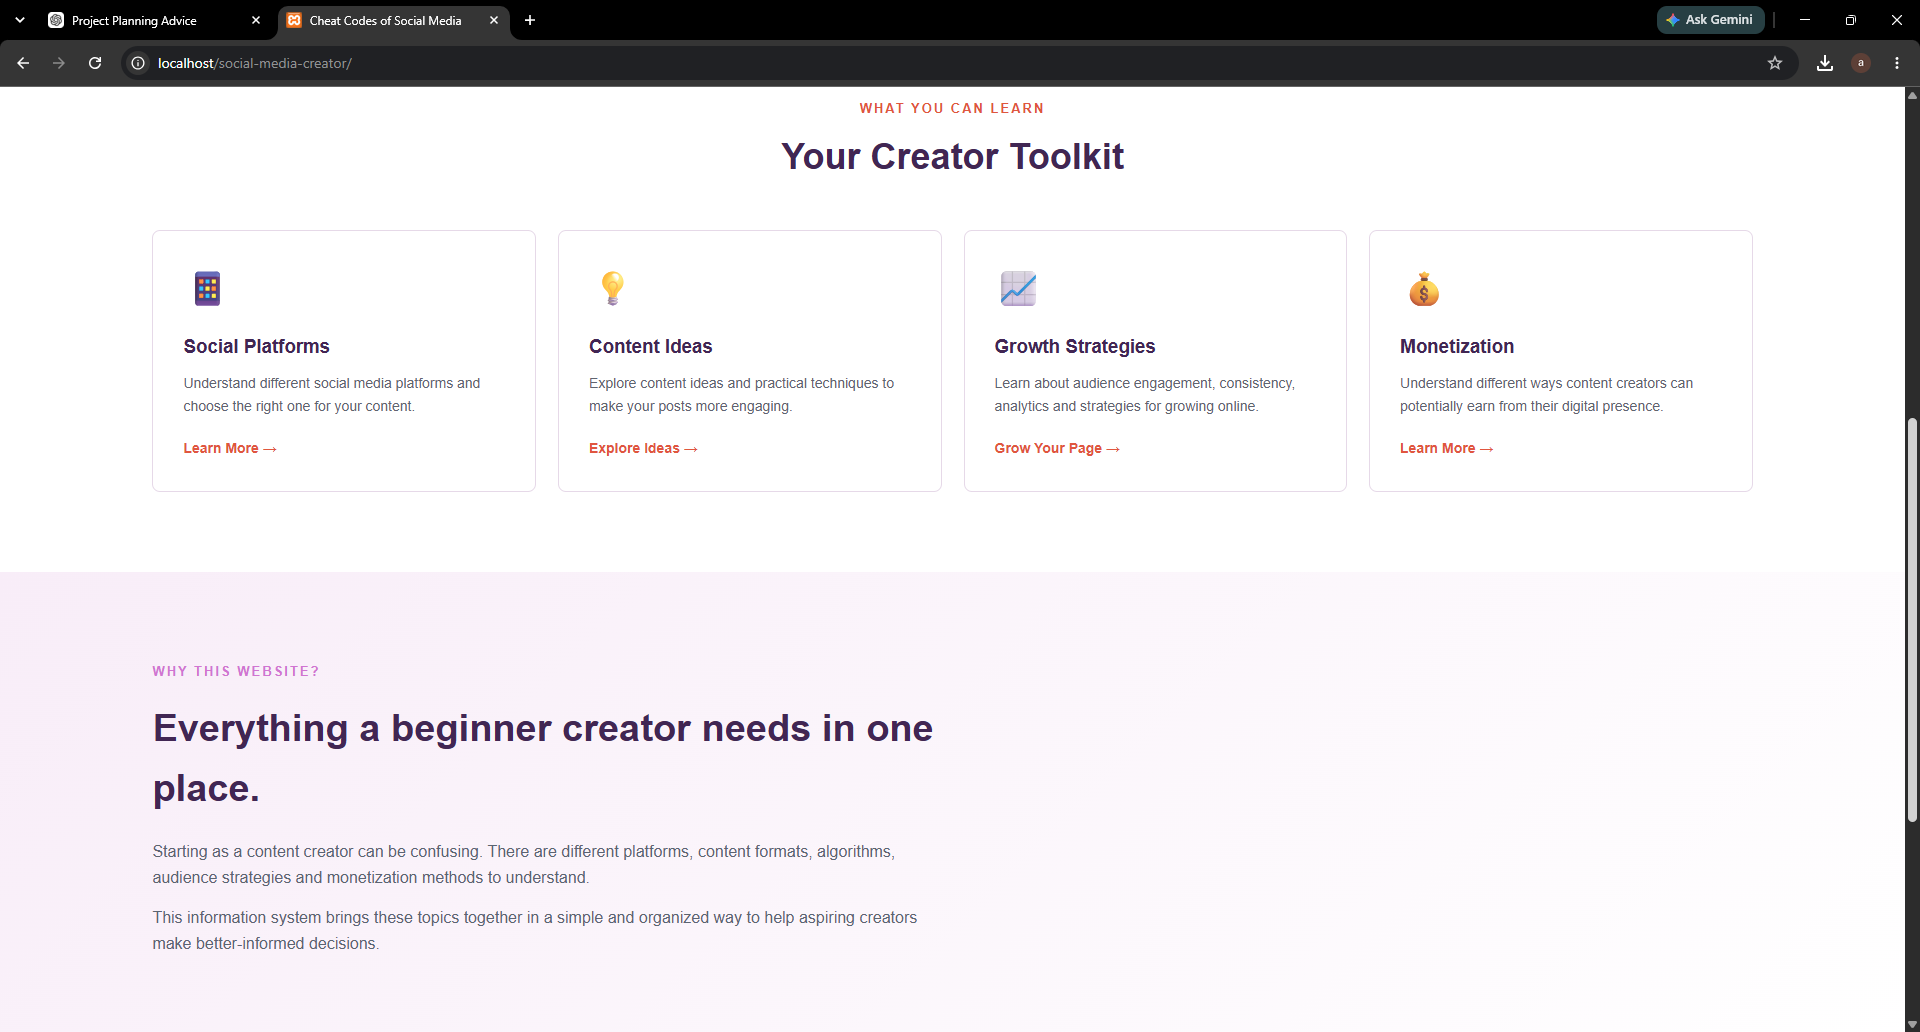 Project Planning Advice
Cheat Codes of Social Media
Ask Gemini
localhost/social-media-creator/
a
WHAT YOU CAN LEARN
Your Creator Toolkit
Social Platforms
Understand different social media platforms and
choose the right one for your content.
Learn More →
Content Ideas
Explore content ideas and practical techniques to
make your posts more engaging.
Explore Ideas →
Growth Strategies
Learn about audience engagement, consistency,
analytics and strategies for growing online.
Grow Your Page →
Monetization
Understand different ways content creators can
potentially earn from their digital presence.
Learn More →
WHY THIS WEBSITE?
Everything a beginner creator needs in one
place.
Starting as a content creator can be confusing. There are different platforms, content formats, algorithms,
audience strategies and monetization methods to understand.
This information system brings these topics together in a simple and organized way to help aspiring creators
make better-informed decisions.